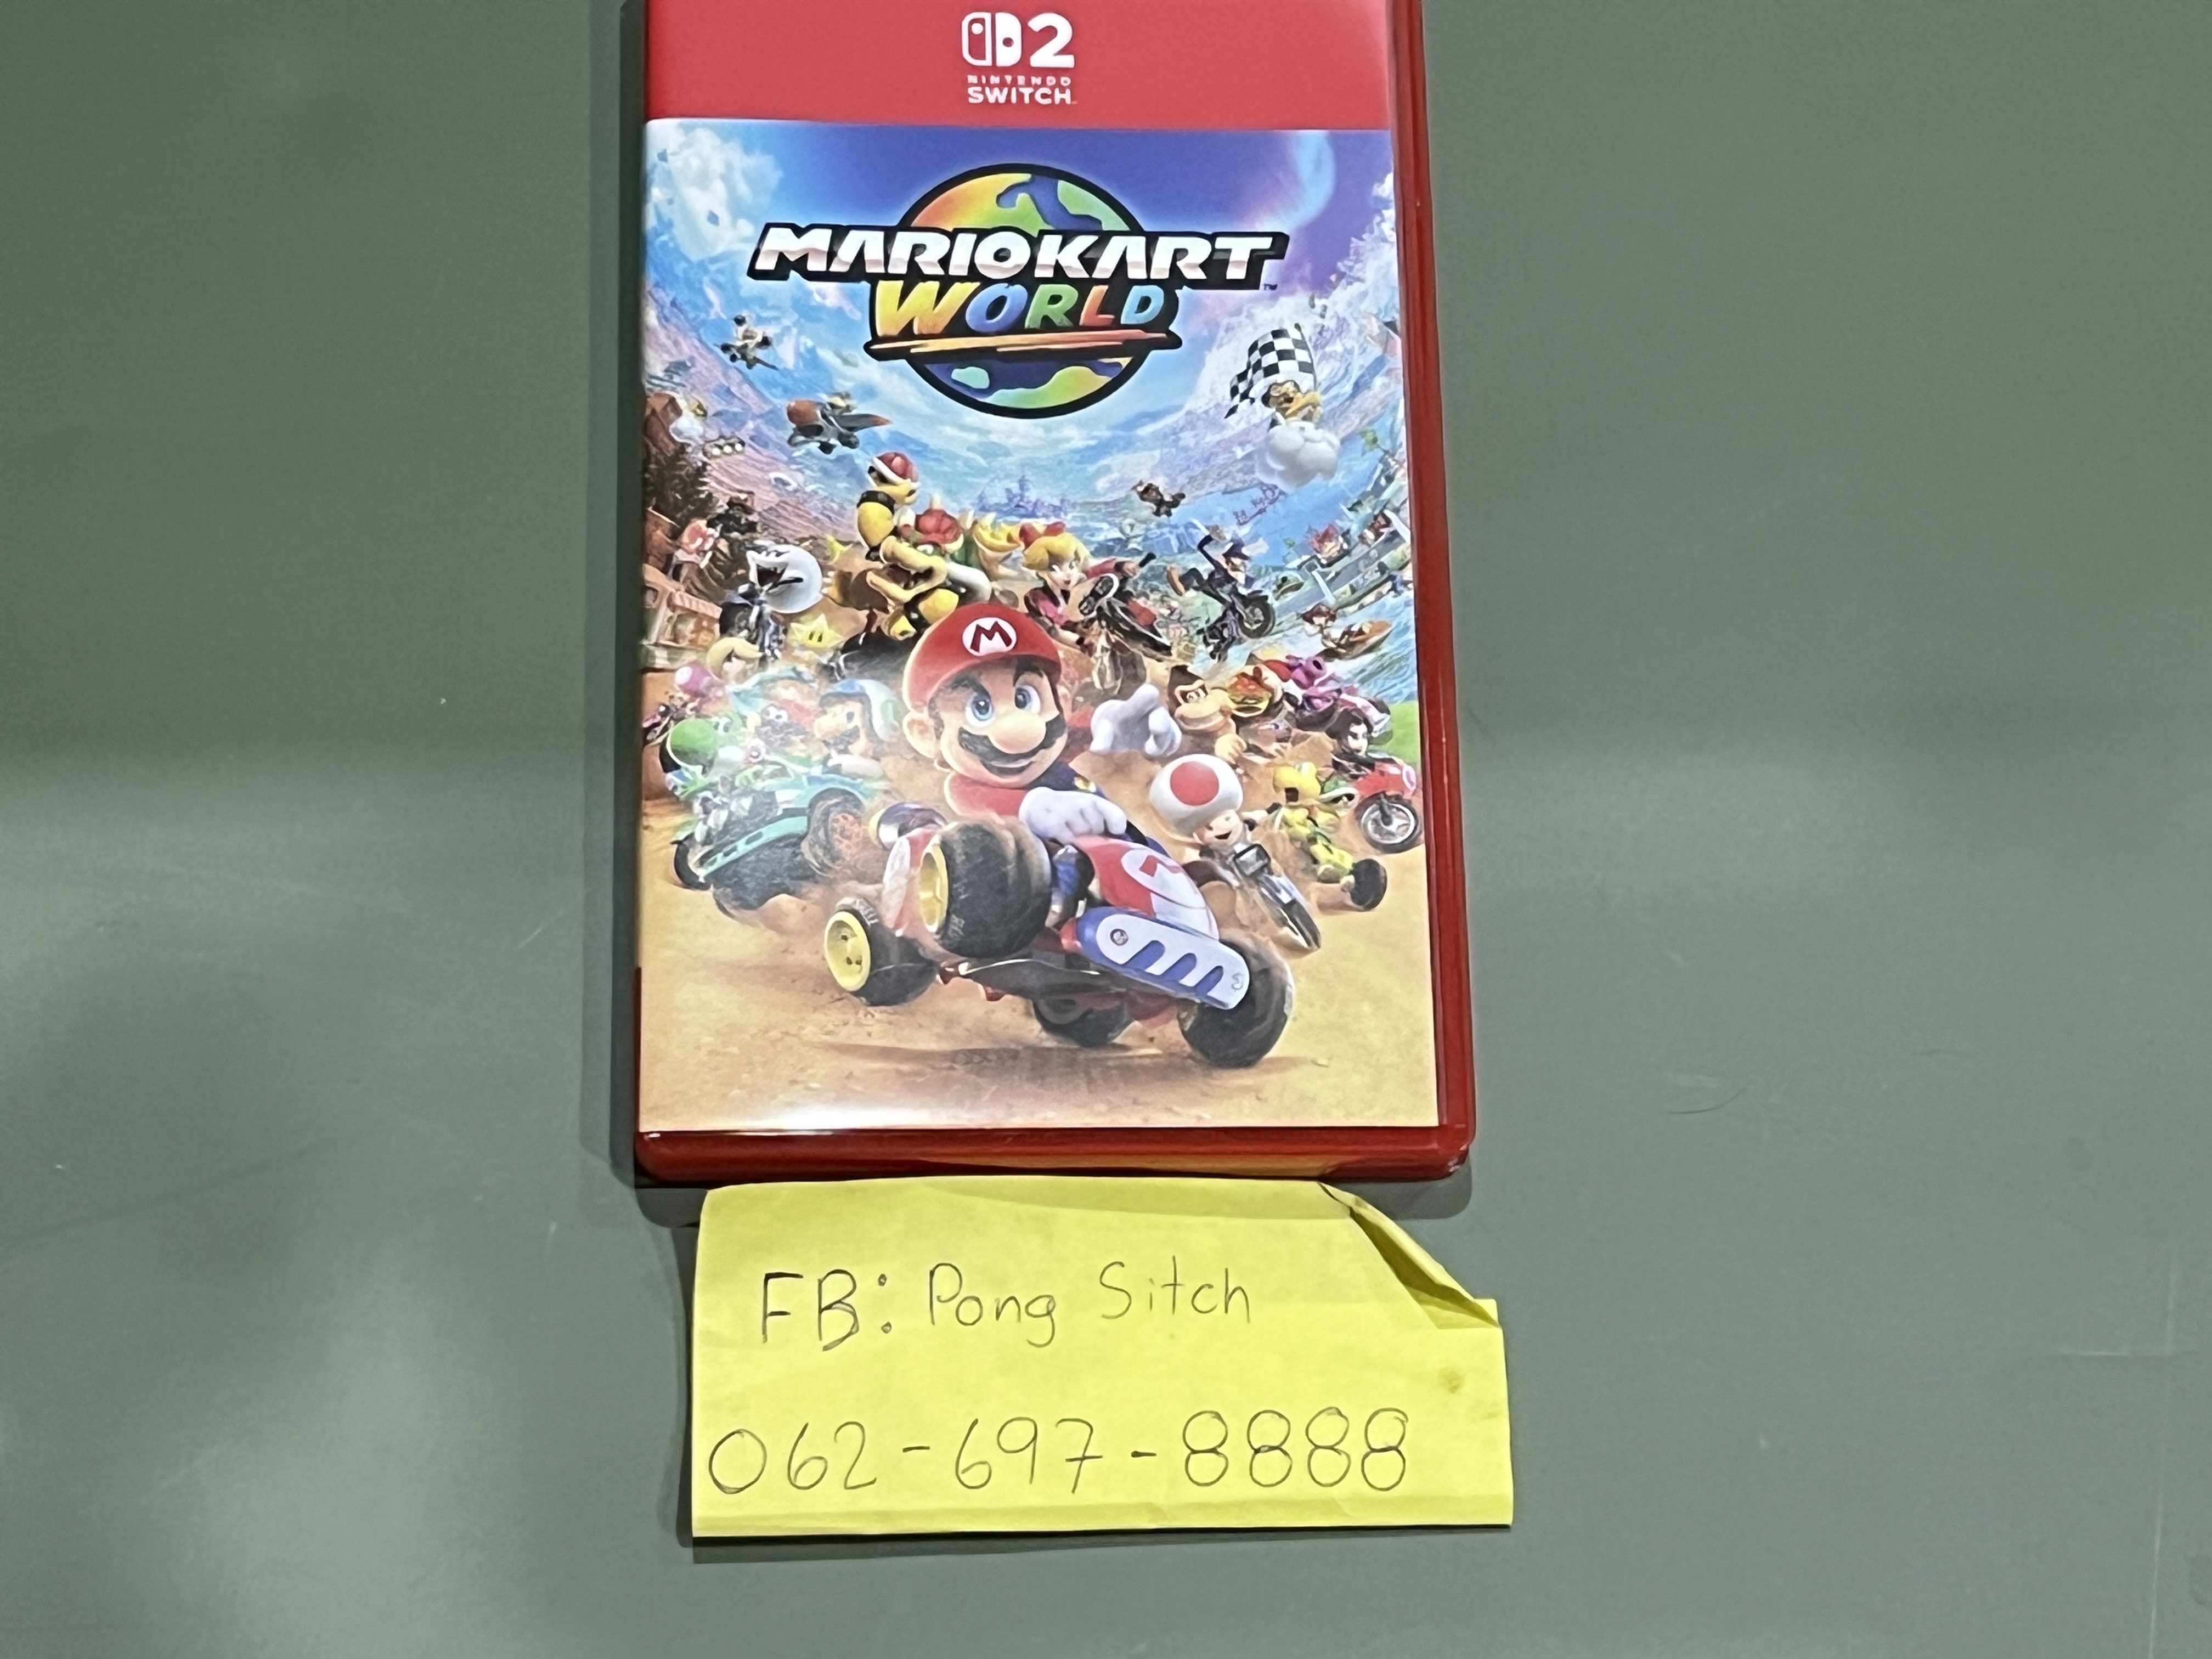 2
NINTENDO
SWITCH
MARIOKART
WORLD
FB: Pong Sitch
062-697-8888